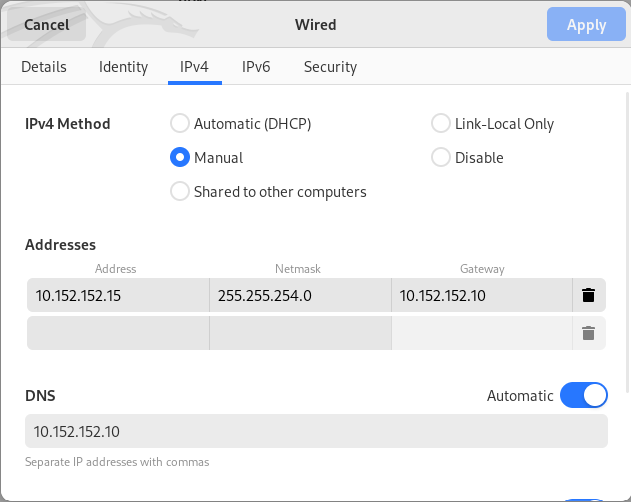 Cancel Wired Apply
Details Identity IPv4 IPv6 Security
IPv4 Method Automatic (DHCP) Link-Local Only
Manual Disable
Shared to other computers
Addresses
Address Netmask Gateway
10.152.152.15 255.255.254.0 10.152.152.10
DNS Automatic
10.152.152.10
Separate IP addresses with commas